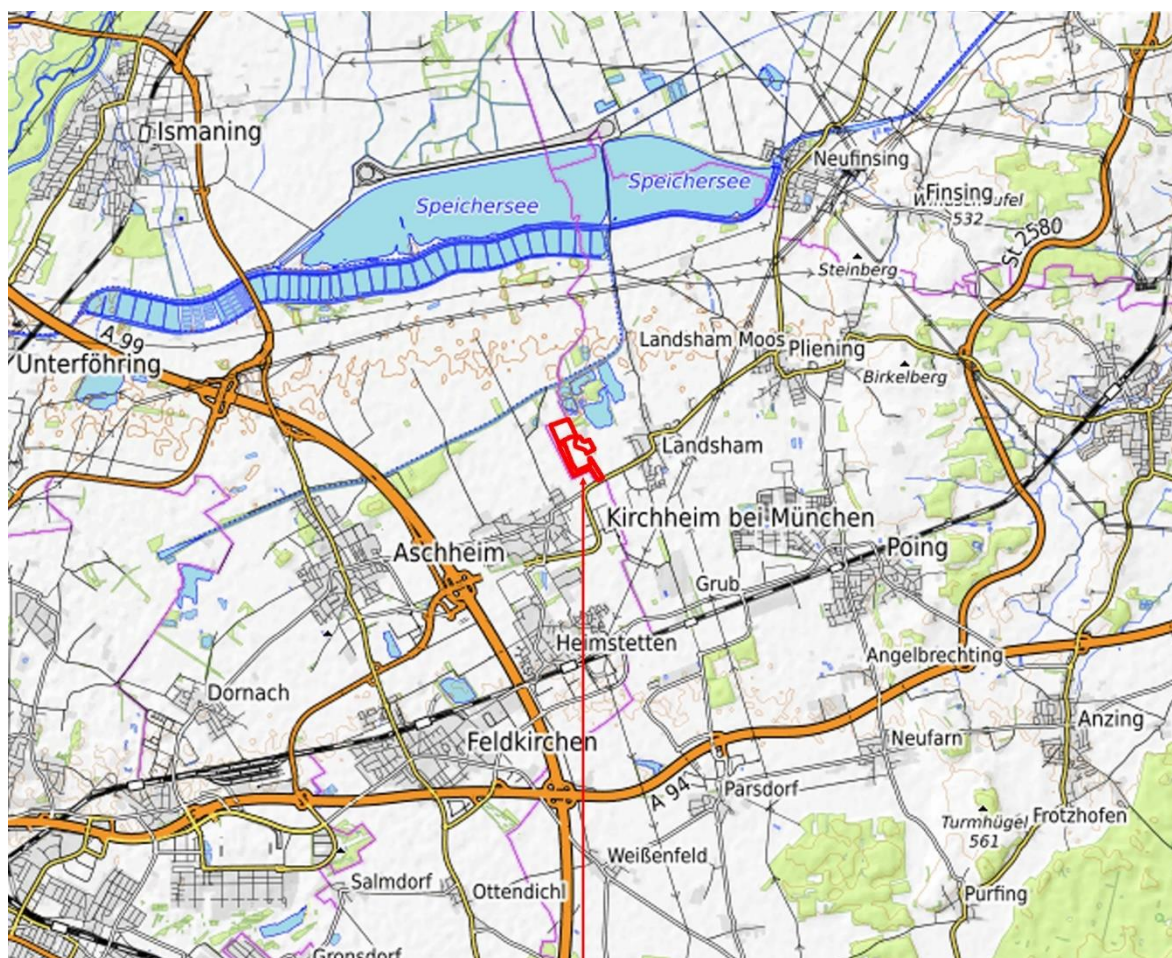 Ismaning
Neufinsing
Speichersee
Speichersee
Finsing
532
St 2580
Steinberg
A 99
Landsham Moos
Pliening
Unterföhring
Birkelberg
Landsham
Kirchheim bei München
Aschheim
Poing
Grub
Heimstetten
Angelbrechting
Dornach
Anzing
Feldkirchen
Neufarn
A 94
Parsdorf
Turmhügel
561
Frotzhofen
Weißenfeld
Salmdorf
Ottendichl
Purfing
Gronsdorf